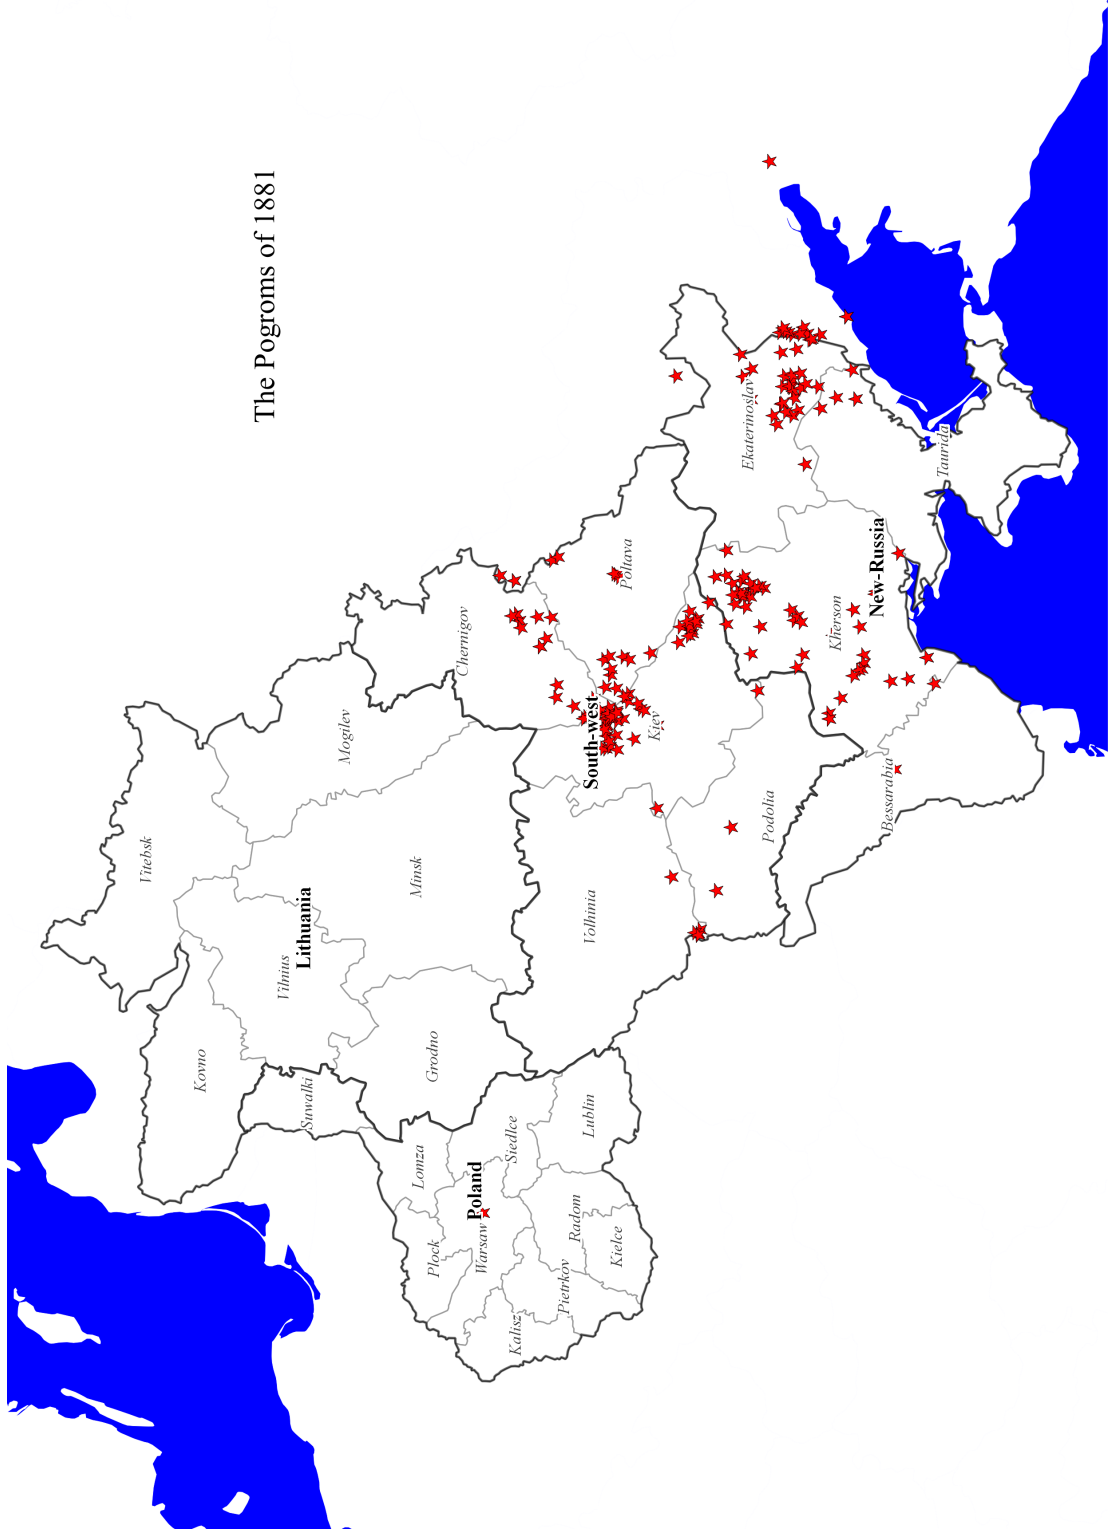 The Pogroms of 1881
Vitebsk
Kovno
Vilnius
Lithuania
Suwalki
Mogilev
Minsk
Grodno
Chernigov
Lomza
Plock
Warsaw
Poland
Siedlce
Kalisz
Pietrkov
Radom
Kielce
Lublin
Volhinia
South-west
Kiev
Poltava
Podolia
Ekaterinoslav
Kherson
New-Russia
Bessarabia
Taurida